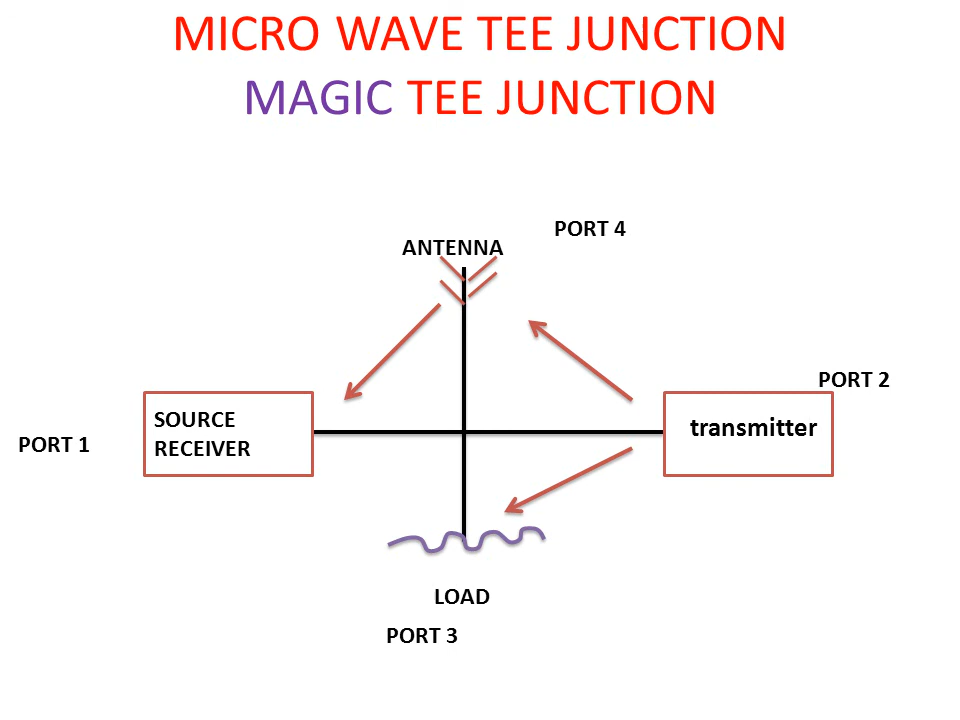 MICRO WAVE TEE JUNCTION
MAGIC TEE JUNCTION
PORT 4
ANTENNA
PORT 2
SOURCE
RECEIVER
transmitter
PORT 1
LOAD
PORT 3